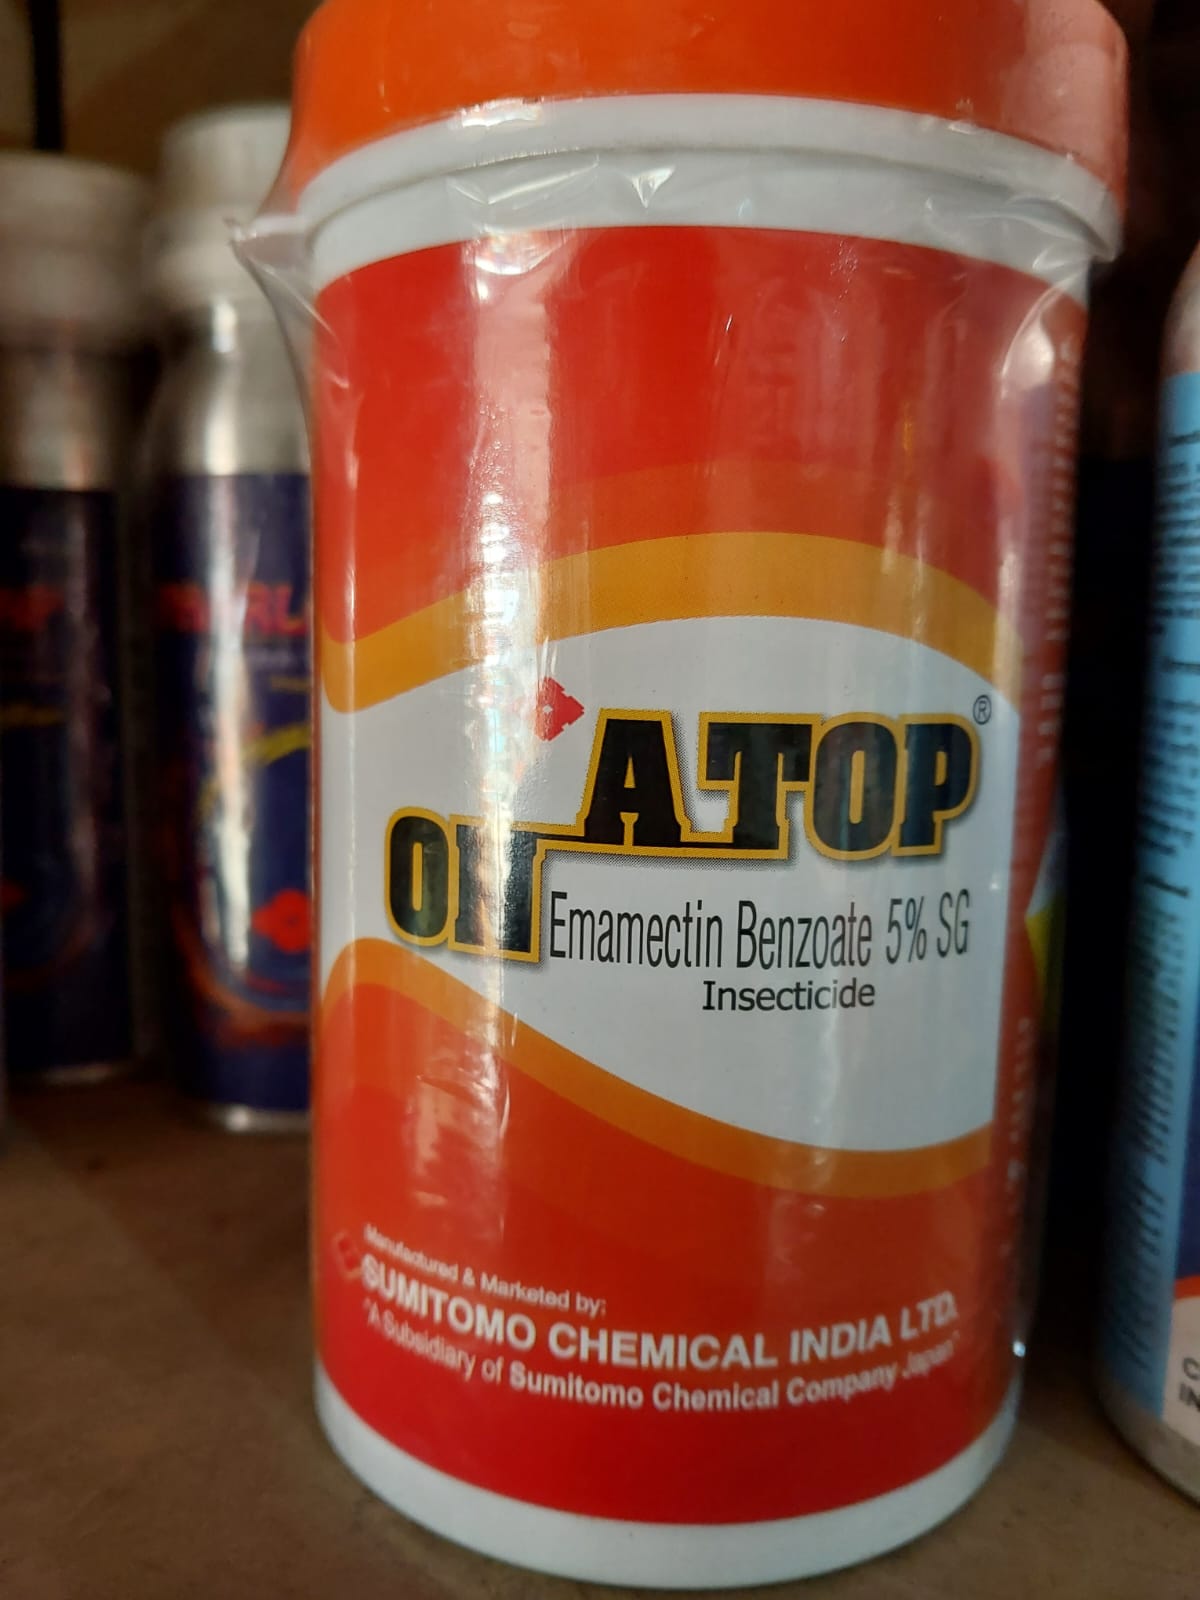 ON ATOP®
Emamectin Benzoate 5% SG
Insecticide
Manufactured & Marketed by:
SUMITOMO CHEMICAL INDIA LTD.
"A Subsidiary of Sumitomo Chemical Company Japan"